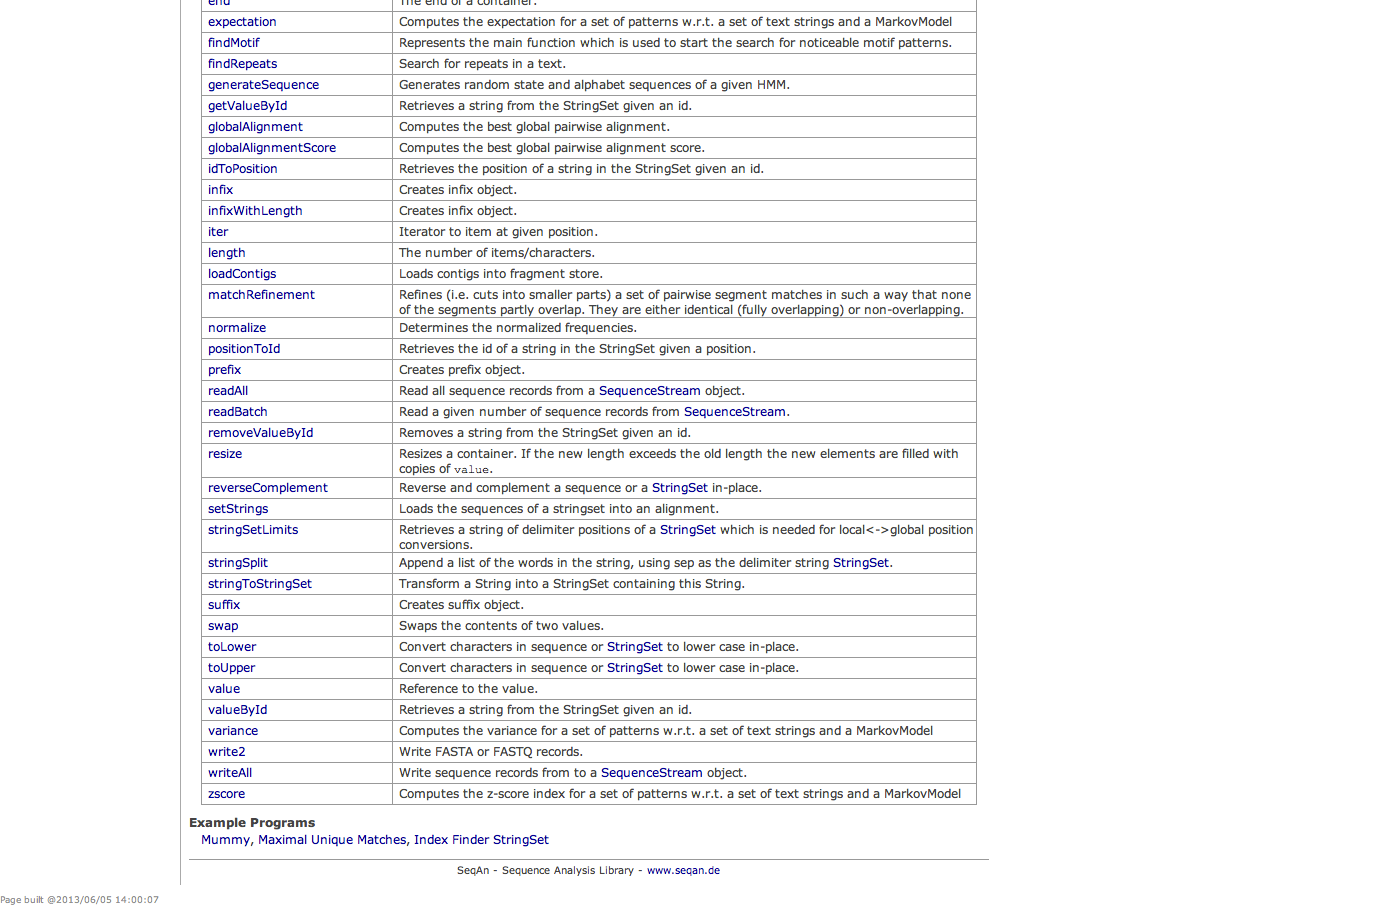 end The end of a container.
expectation Computes the expectation for a set of patterns w.r.t. a set of text strings and a MarkovModel
findMotif Represents the main function which is used to start the search for noticeable motif patterns.
findRepeats Search for repeats in a text.
generateSequence Generates random state and alphabet sequences of a given HMM.
getValueById Retrieves a string from the StringSet given an id.
globalAlignment Computes the best global pairwise alignment.
globalAlignmentScore Computes the best global pairwise alignment score.
idToPosition Retrieves the position of a string in the StringSet given an id.
infix Creates infix object.
infixWithLength Creates infix object.
iter Iterator to item at given position.
length The number of items/characters.
loadContigs Loads contigs into fragment store.
matchRefinement Refines (i.e. cuts into smaller parts) a set of pairwise segment matches in such a way that none
of the segments partly overlap. They are either identical (fully overlapping) or non-overlapping.
normalize Determines the normalized frequencies.
positionToId Retrieves the id of a string in the StringSet given a position.
prefix Creates prefix object.
readAll Read all sequence records from a SequenceStream object.
readBatch Read a given number of sequence records from SequenceStream.
removeValueById Removes a string from the StringSet given an id.
resize Resizes a container. If the new length exceeds the old length the new elements are filled with
copies of value.
reverseComplement Reverse and complement a sequence or a StringSet in-place.
setStrings Loads the sequences of a stringset into an alignment.
stringSetLimits Retrieves a string of delimiter positions of a StringSet which is needed for local<->global position
conversions.
stringSplit Append a list of the words in the string, using sep as the delimiter string StringSet.
stringToStringSet Transform a String into a StringSet containing this String.
suffix Creates suffix object.
swap Swaps the contents of two values.
toLower Convert characters in sequence or StringSet to lower case in-place.
toUpper Convert characters in sequence or StringSet to lower case in-place.
value Reference to the value.
valueById Retrieves a string from the StringSet given an id.
variance Computes the variance for a set of patterns w.r.t. a set of text strings and a MarkovModel
write2 Write FASTA or FASTQ records.
writeAll Write sequence records from to a SequenceStream object.
zscore Computes the z-score index for a set of patterns w.r.t. a set of text strings and a MarkovModel
Example Programs
Mummy, Maximal Unique Matches, Index Finder StringSet
SeqAn - Sequence Analysis Library - www.seqan.de
Page built @2013/06/05 14:00:07